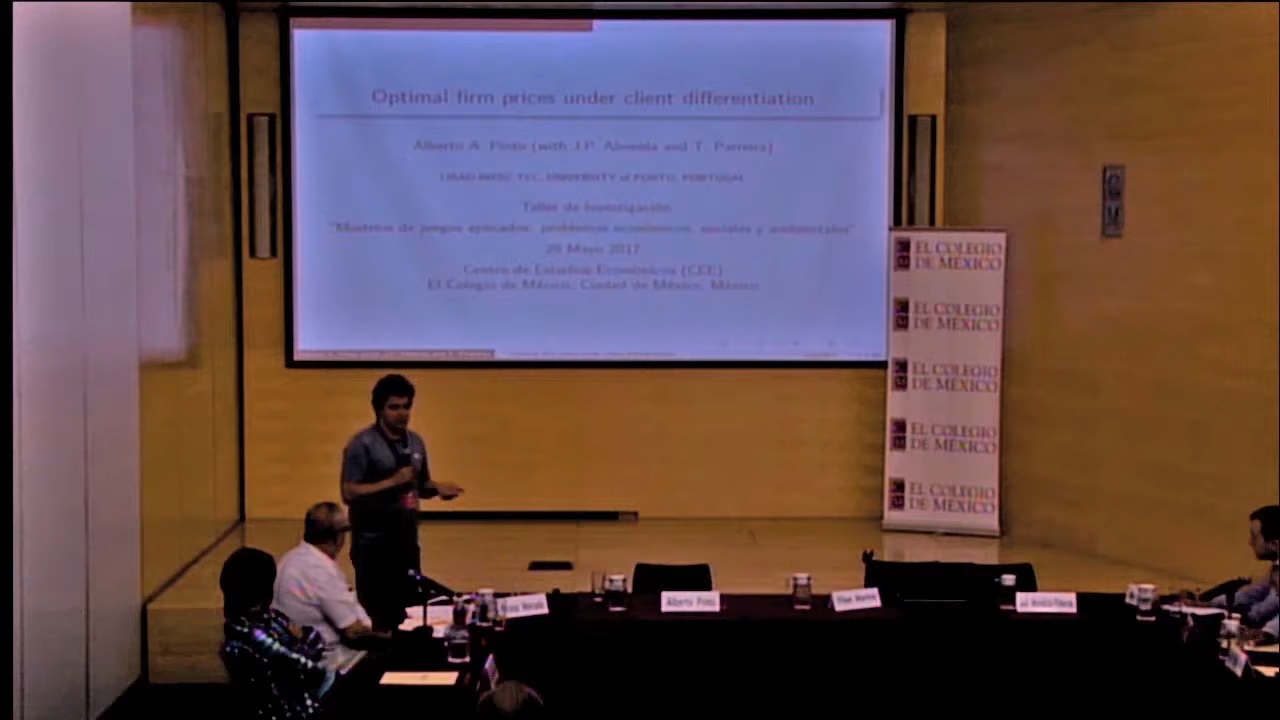 Optimal firm prices under client differentiation
Alberto A. Pinto (with J.P. Almeida and T. Parreira)
LIAAD-INESC TEC, UNIVERSITY of PORTO, PORTUGAL
Taller de Investigación
"Modelos de juegos aplicados, problemas económicos, sociales y ambientales"
29 Mayo 2017
Centro de Estudios Económicos (CEE)
El Colegio de México, Ciudad de México, México
EL COLEGIO
DE MÉXICO
EL COLEGIO
DE MÉXICO
EL COLEGIO
DE MÉXICO
EL COLEGIO
DE MÉXICO
EL COLEGIO
DE MÉXICO
Alberto Pinto